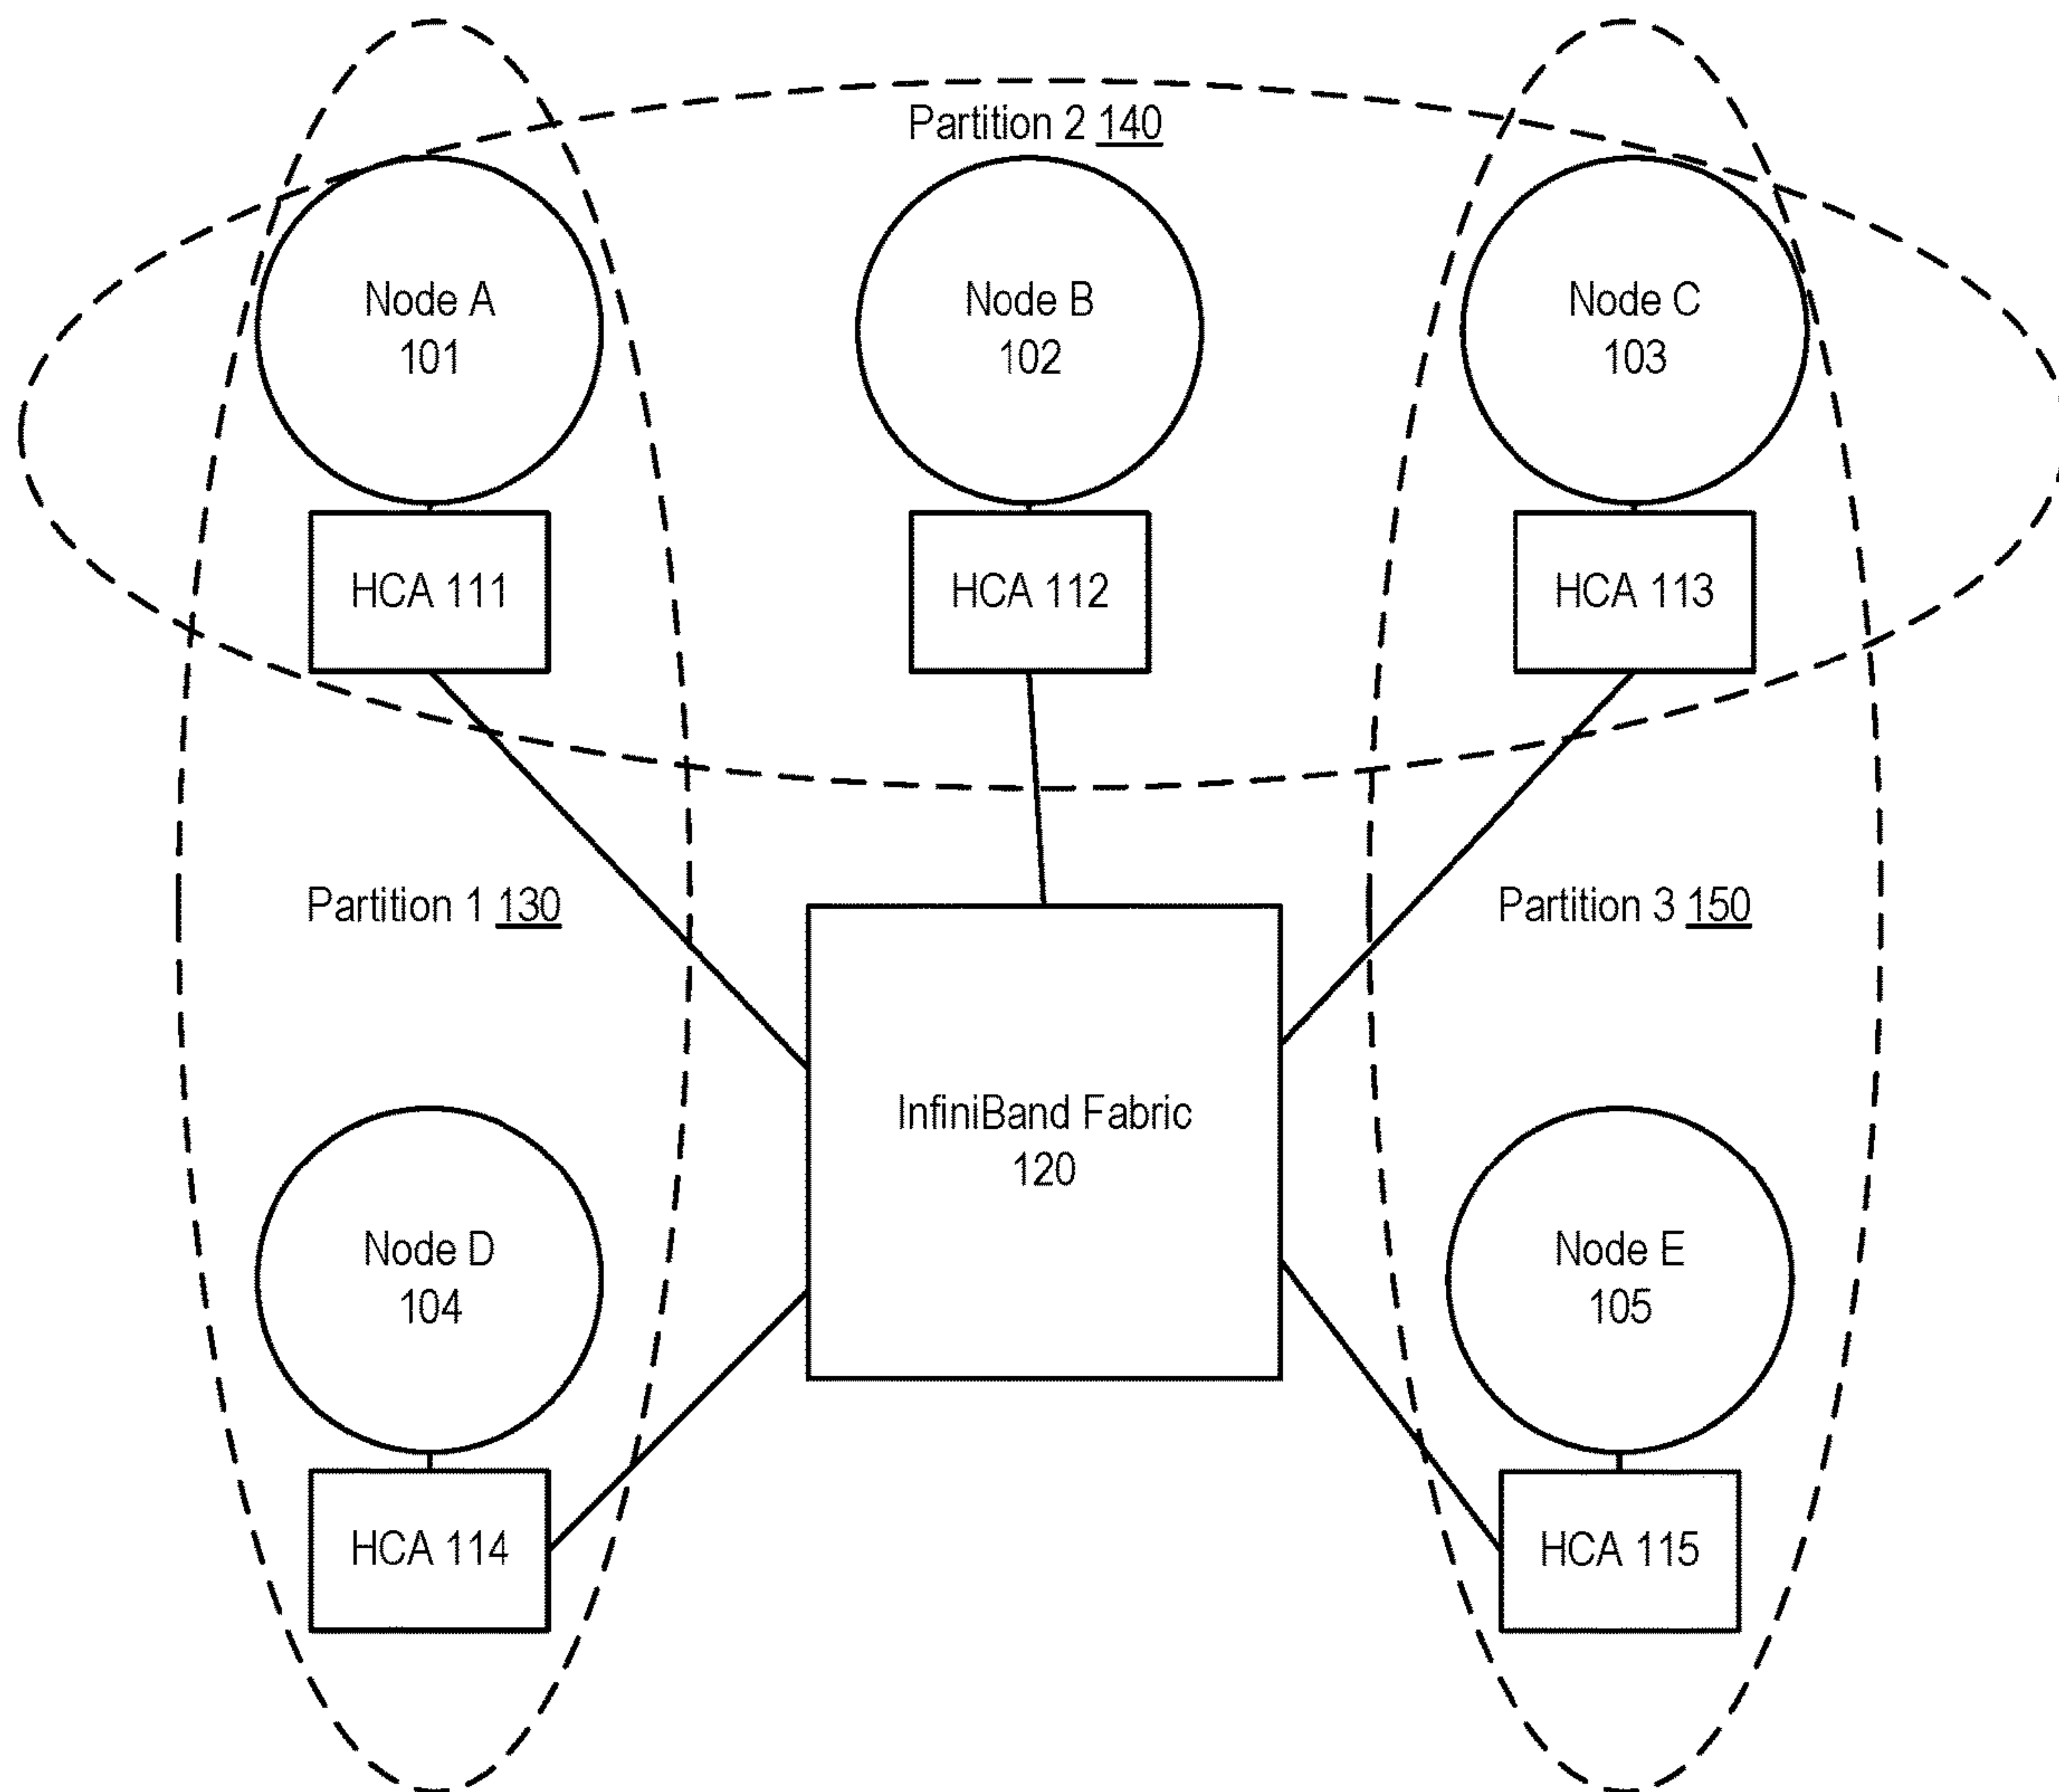 Partition 2 140
Node A
101
Node B
102
Node C
103
HCA 111
HCA 112
HCA 113
Partition 1 130
Partition 3 150
InfiniBand Fabric
120
Node D
104
Node E
105
HCA 114
HCA 115